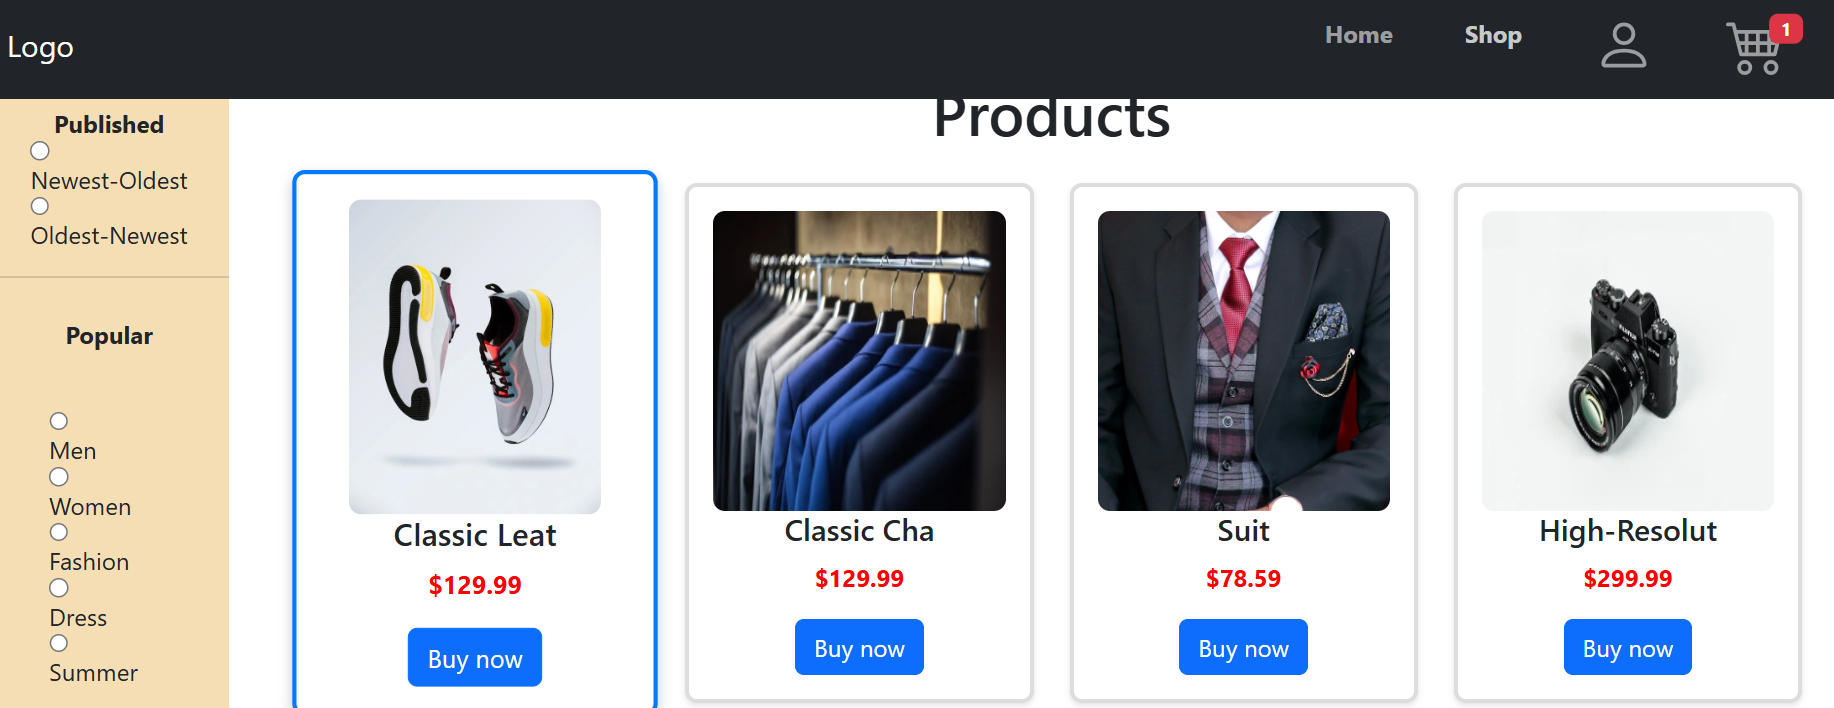 Logo
Home
Shop
1
Published
Newest-Oldest
Oldest-Newest
Popular
Men
Women
Fashion
Dress
Summer
Products
Classic Leat
$129.99
Buy now
Classic Cha
$129.99
Buy now
Suit
$78.59
Buy now
High-Resolut
$299.99
Buy now